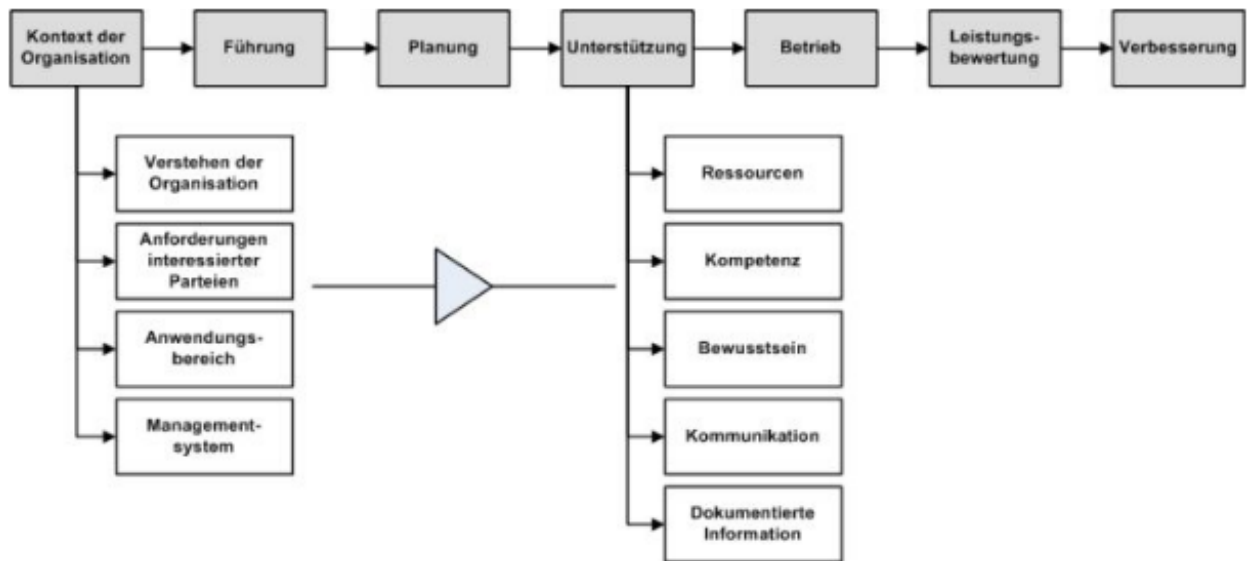 Kontext der
Organisation
Führung
Planung
Unterstützung
Betrieb
Leistungs-
bewertung
Verbesserung
Verstehen der
Organisation
Anforderungen
interessierter
Parteien
Anwendungs-
bereich
Management-
system
Ressourcen
Kompetenz
Bewusstsein
Kommunikation
Dokumentierte
Information